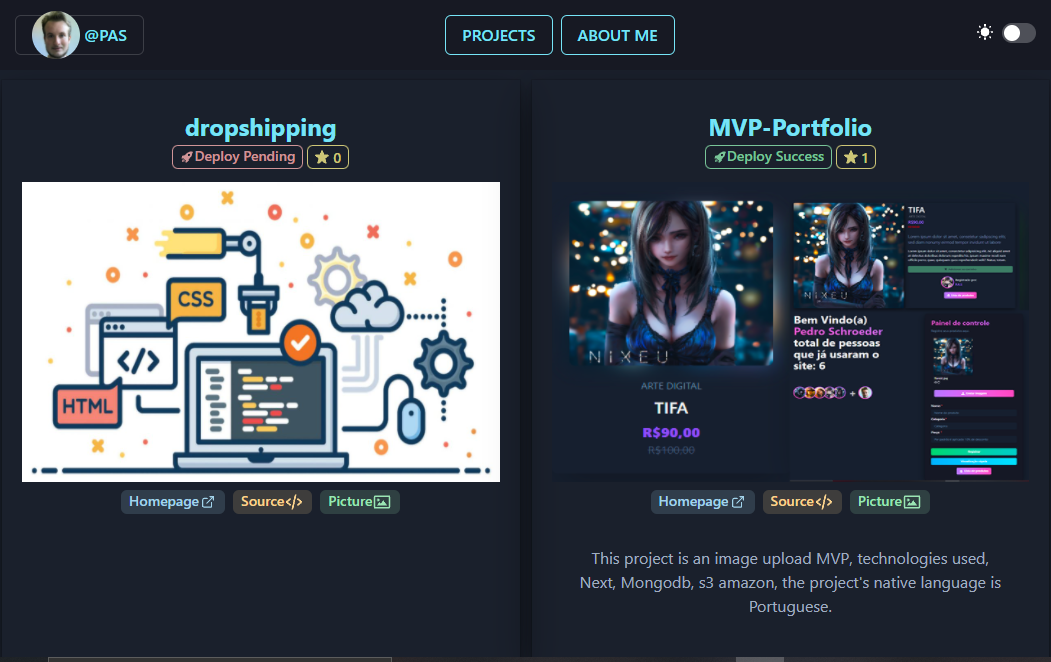 @PAS
PROJECTS
ABOUT ME
dropshipping
Deploy Pending
0
CSS
</>
HTML
Homepage
Source</>
Picture
MVP-Portfolio
Deploy Success
1
NIXEU
ARTE DIGITAL
TIFA
R$90,00
R$100,00
TIFA
NIXEU
Bem Vindo(a)
Pedro Schroeder
total de pessoas
que já usaram o
site: 6
+
Painel de controle
Homepage
Source</>
Picture
This project is an image upload MVP, technologies used,
Next, Mongodb, s3 amazon, the project's native language is
Portuguese.